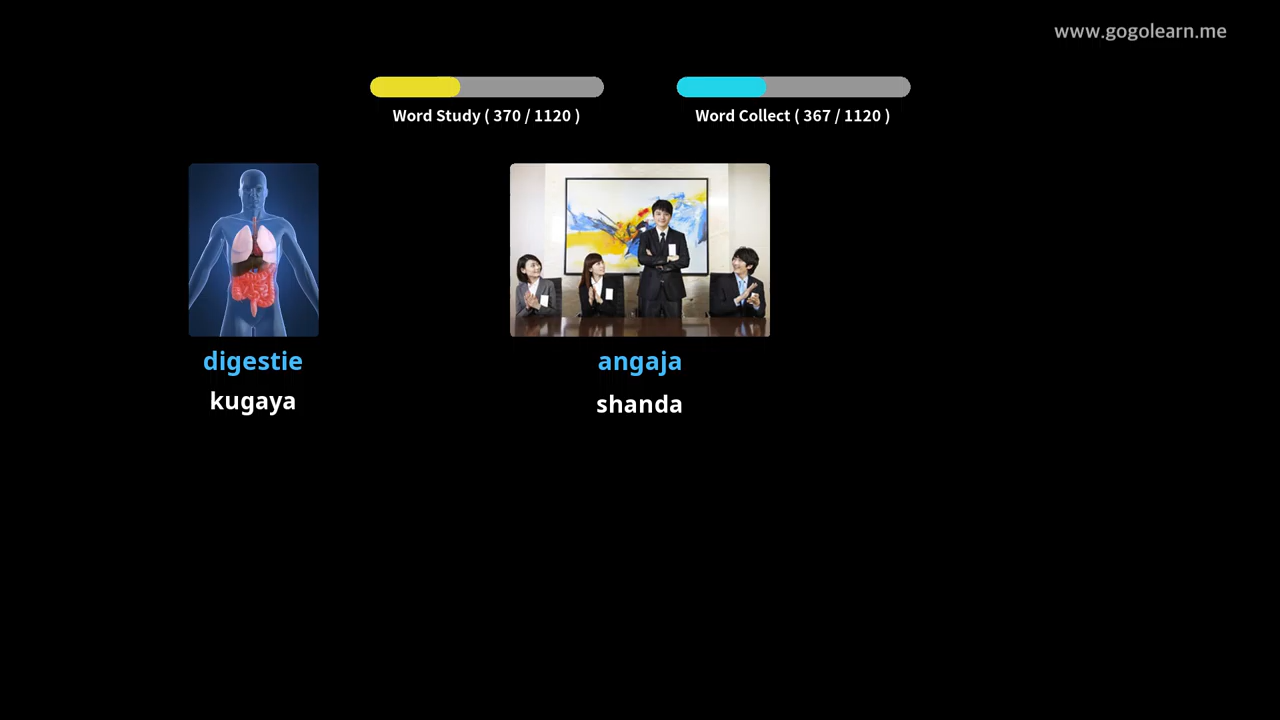 www.gogolearn.me
Word Study ( 370 / 1120 )
Word Collect ( 367 / 1120 )
digestie
kugaya
angaja
shanda